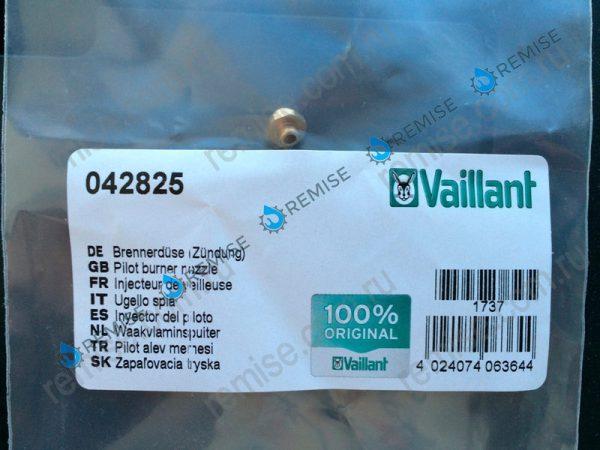 042825
Vaillant
DE Brennerdüse (Zündung)
GB Pilot burner nozzle
FR Injecteur de veilleuse
IT Ugello spia
ES Inyector del piloto
NL Waakvlamspuiter
TR Pilot alev memesi
SK Zapaľovacia tryska
100%
ORIGINAL
Vaillant
1737
4 024074 063644
REMISE
REMISE
REMISE
REMISE
REMISE